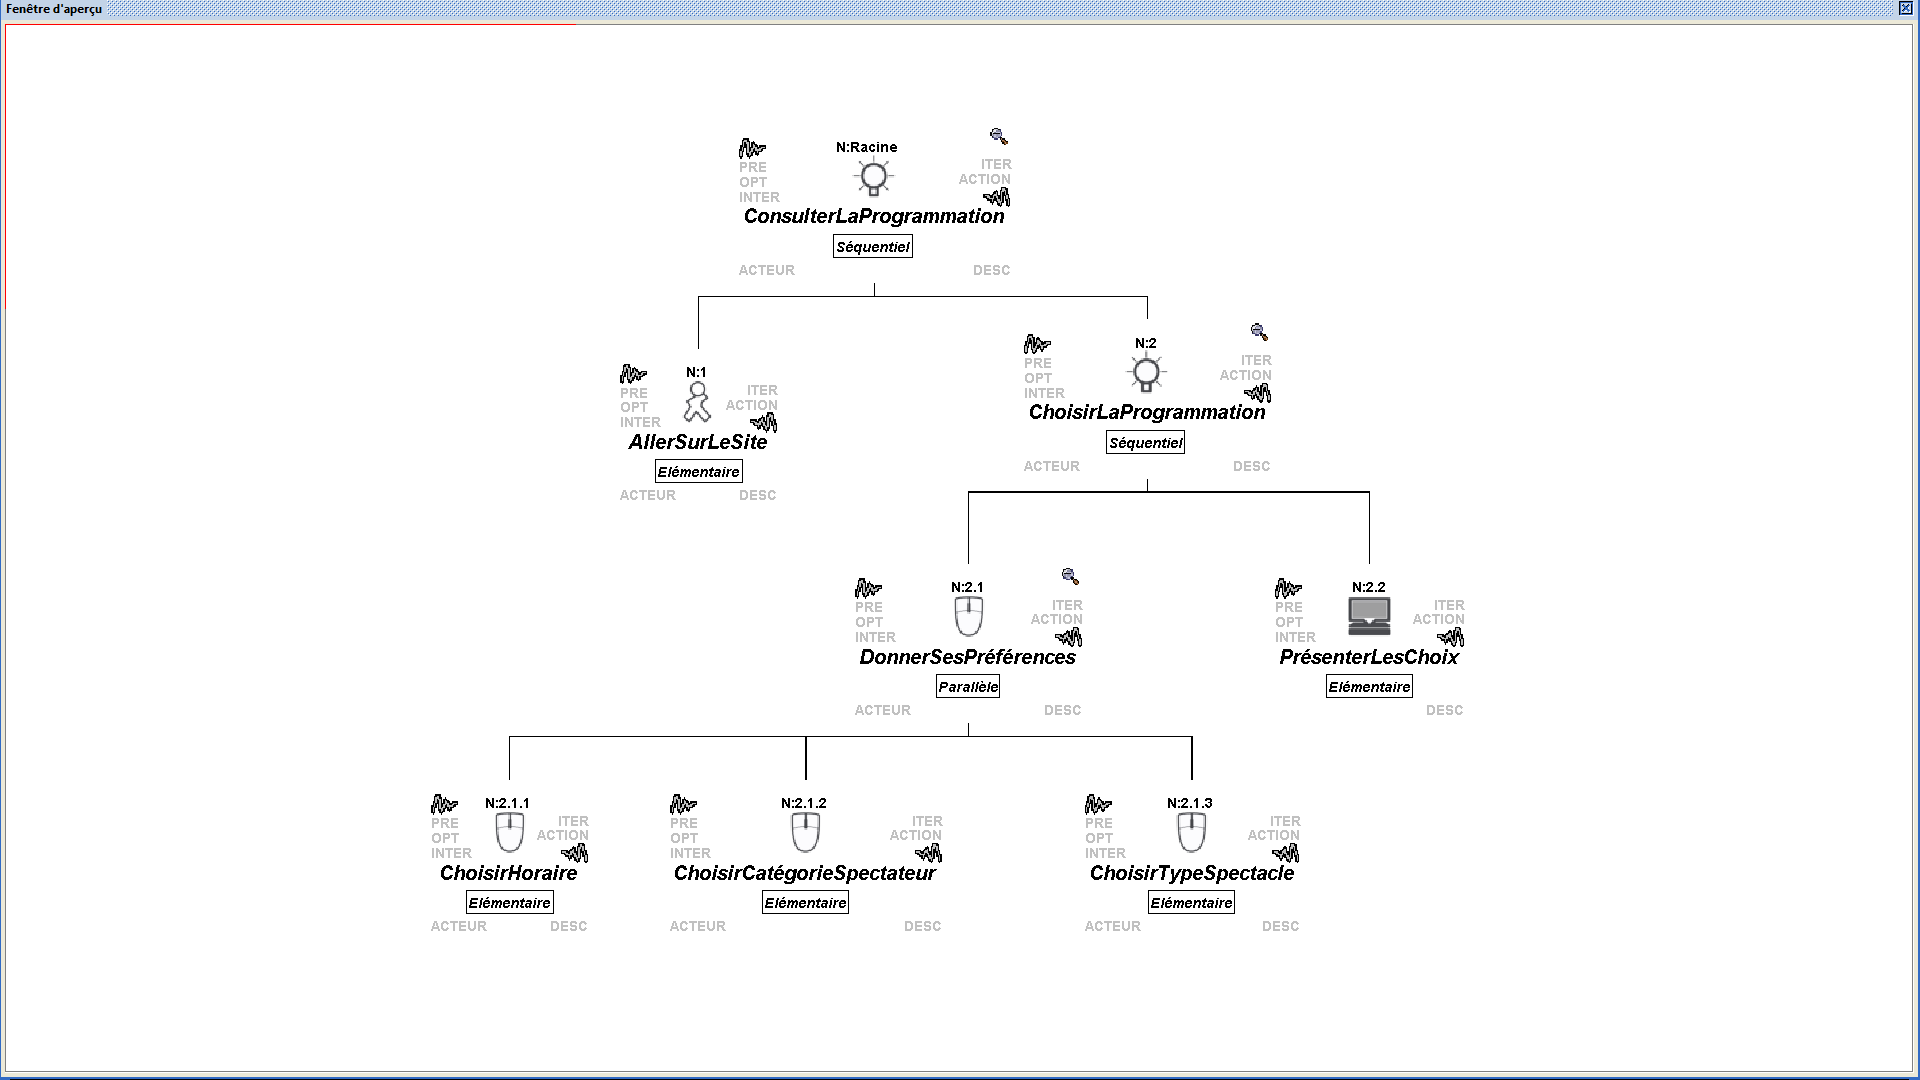 Fenêtre d'aperçu
N:Racine
PRE
OPT
INTER
ITER
ACTION
ConsulterLaProgrammation
Séquentiel
ACTEUR DESC
N:1
PRE
OPT
INTER
ITER
ACTION
AllerSurLeSite
Elémentaire
ACTEUR DESC
N:2
PRE
OPT
INTER
ITER
ACTION
ChoisirLaProgrammation
Séquentiel
ACTEUR DESC
N:2.1
PRE
OPT
INTER
ITER
ACTION
DonnerSesPréférences
Parallèle
ACTEUR DESC
N:2.2
PRE
OPT
INTER
ITER
ACTION
PrésenterLesChoix
Elémentaire
DESC
N:2.1.1
PRE
OPT
INTER
ITER
ACTION
ChoisirHoraire
Elémentaire
ACTEUR DESC
N:2.1.2
PRE
OPT
INTER
ITER
ACTION
ChoisirCatégorieSpectateur
Elémentaire
ACTEUR DESC
N:2.1.3
PRE
OPT
INTER
ITER
ACTION
ChoisirTypeSpectacle
Elémentaire
ACTEUR DESC